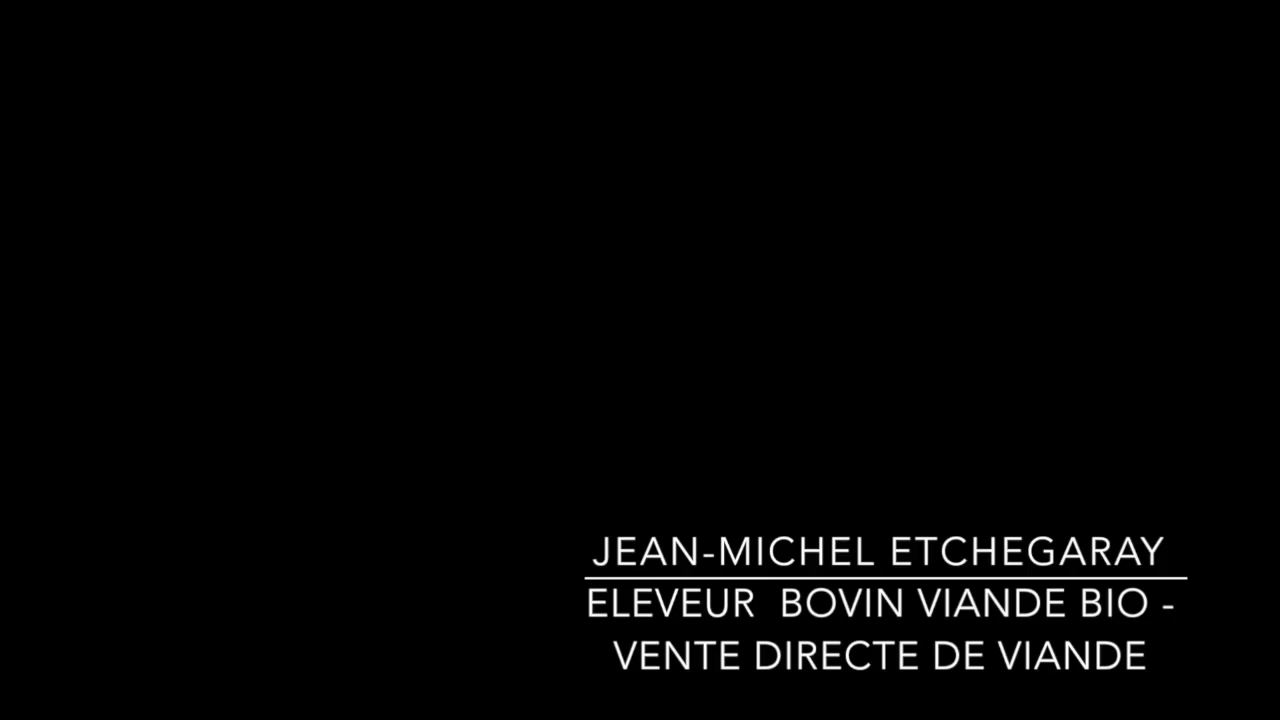 JEAN-MICHEL ETCHEGARAY
ELEVEUR BOVIN VIANDE BIO -
VENTE DIRECTE DE VIANDE